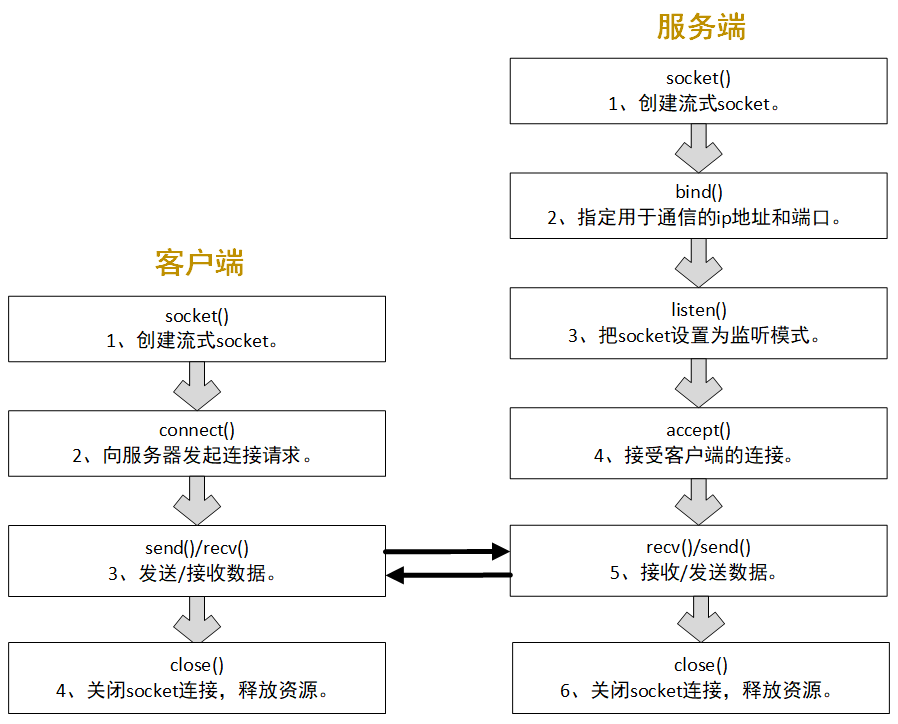 服务端
socket()
1、创建流式socket。
bind()
2、指定用于通信的ip地址和端口。
listen()
3、把socket设置为监听模式。
accept()
4、接受客户端的连接。
recv()/send()
5、接收/发送数据。
close()
6、关闭socket连接，释放资源。
客户端
socket()
1、创建流式socket。
connect()
2、向服务器发起连接请求。
send()/recv()
3、发送/接收数据。
close()
4、关闭socket连接，释放资源。